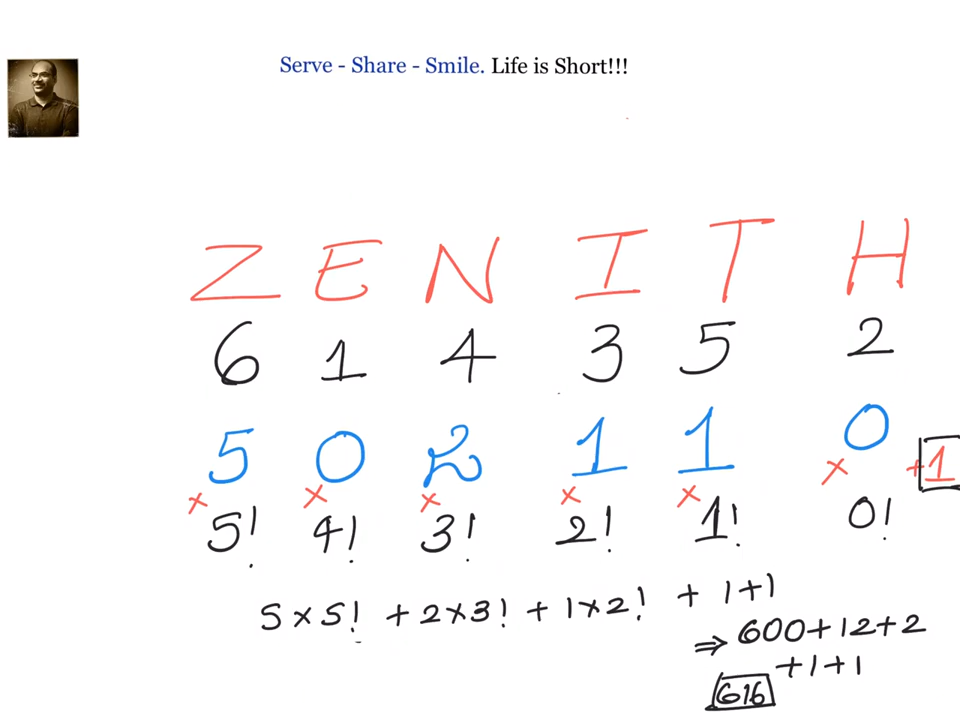 Serve - Share - Smile. Life is Short!!!
Z E N I T H
6 1 4 3 5 2
5 0 2 1 1 0
× × × × × × +1
5! 4! 3! 2! 1! 0!
5×5! + 2×3! + 1×2! + 1+1
⇒ 600+12+2
+1+1
616